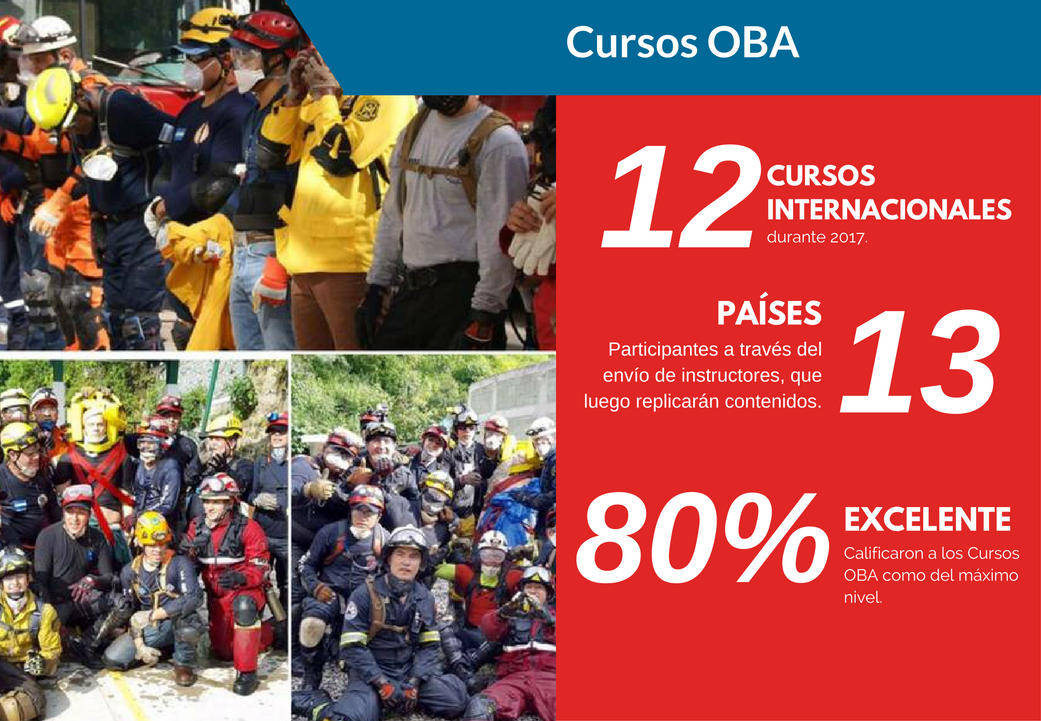 Cursos OBA
12
CURSOS
INTERNACIONALES
durante 2017.
PAÍSES
Participantes a través del
envío de instructores, que
luego replicarán contenidos.
13
80%
EXCELENTE
Calificaron a los Cursos
OBA como del máximo
nivel.